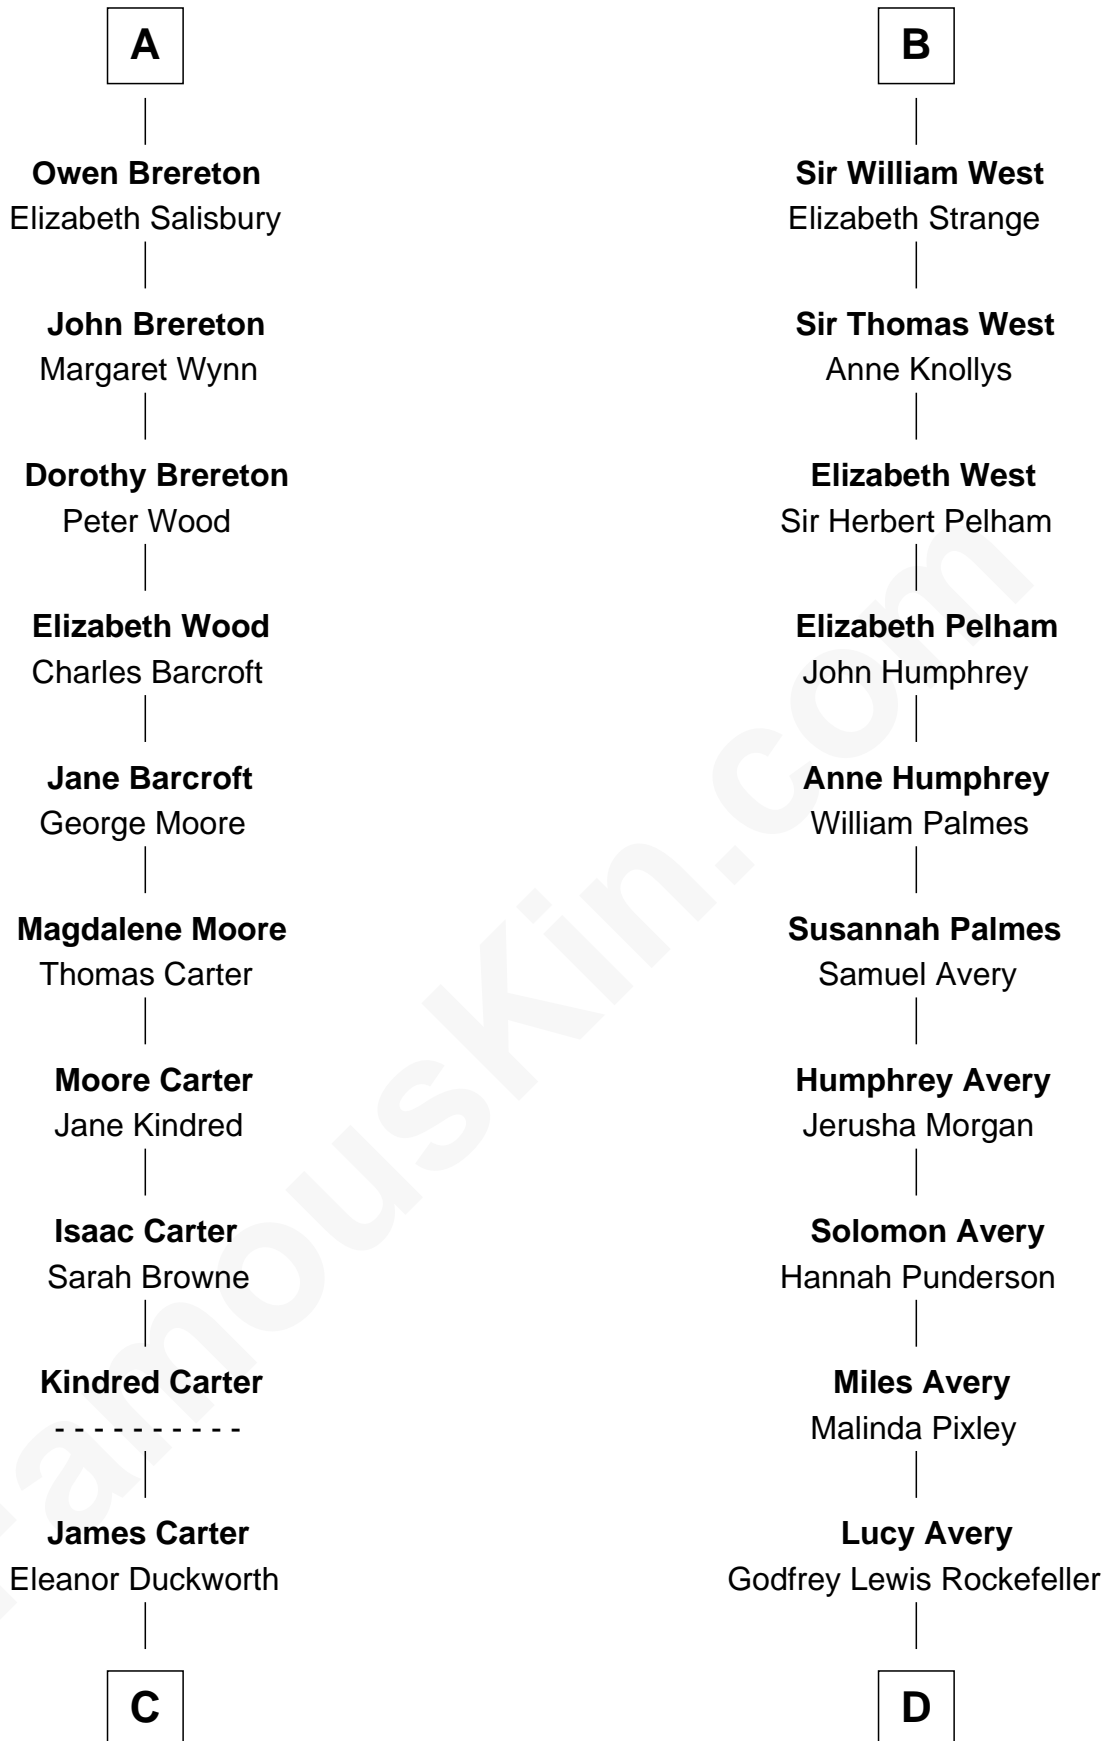 A
Owen Brereton
Elizabeth Salisbury
John Brereton
Margaret Wynn
Dorothy Brereton
Peter Wood
Elizabeth Wood
Charles Barcroft
Jane Barcroft
George Moore
Magdalene Moore
Thomas Carter
Moore Carter
Jane Kindred
Isaac Carter
Sarah Browne
Kindred Carter
- - - - - - - - - -
James Carter
Eleanor Duckworth
C
B
Sir William West
Elizabeth Strange
Sir Thomas West
Anne Knollys
Elizabeth West
Sir Herbert Pelham
Elizabeth Pelham
John Humphrey
Anne Humphrey
William Palmes
Susannah Palmes
Samuel Avery
Humphrey Avery
Jerusha Morgan
Solomon Avery
Hannah Punderson
Miles Avery
Malinda Pixley
Lucy Avery
Godfrey Lewis Rockefeller
D
FamousKin.com